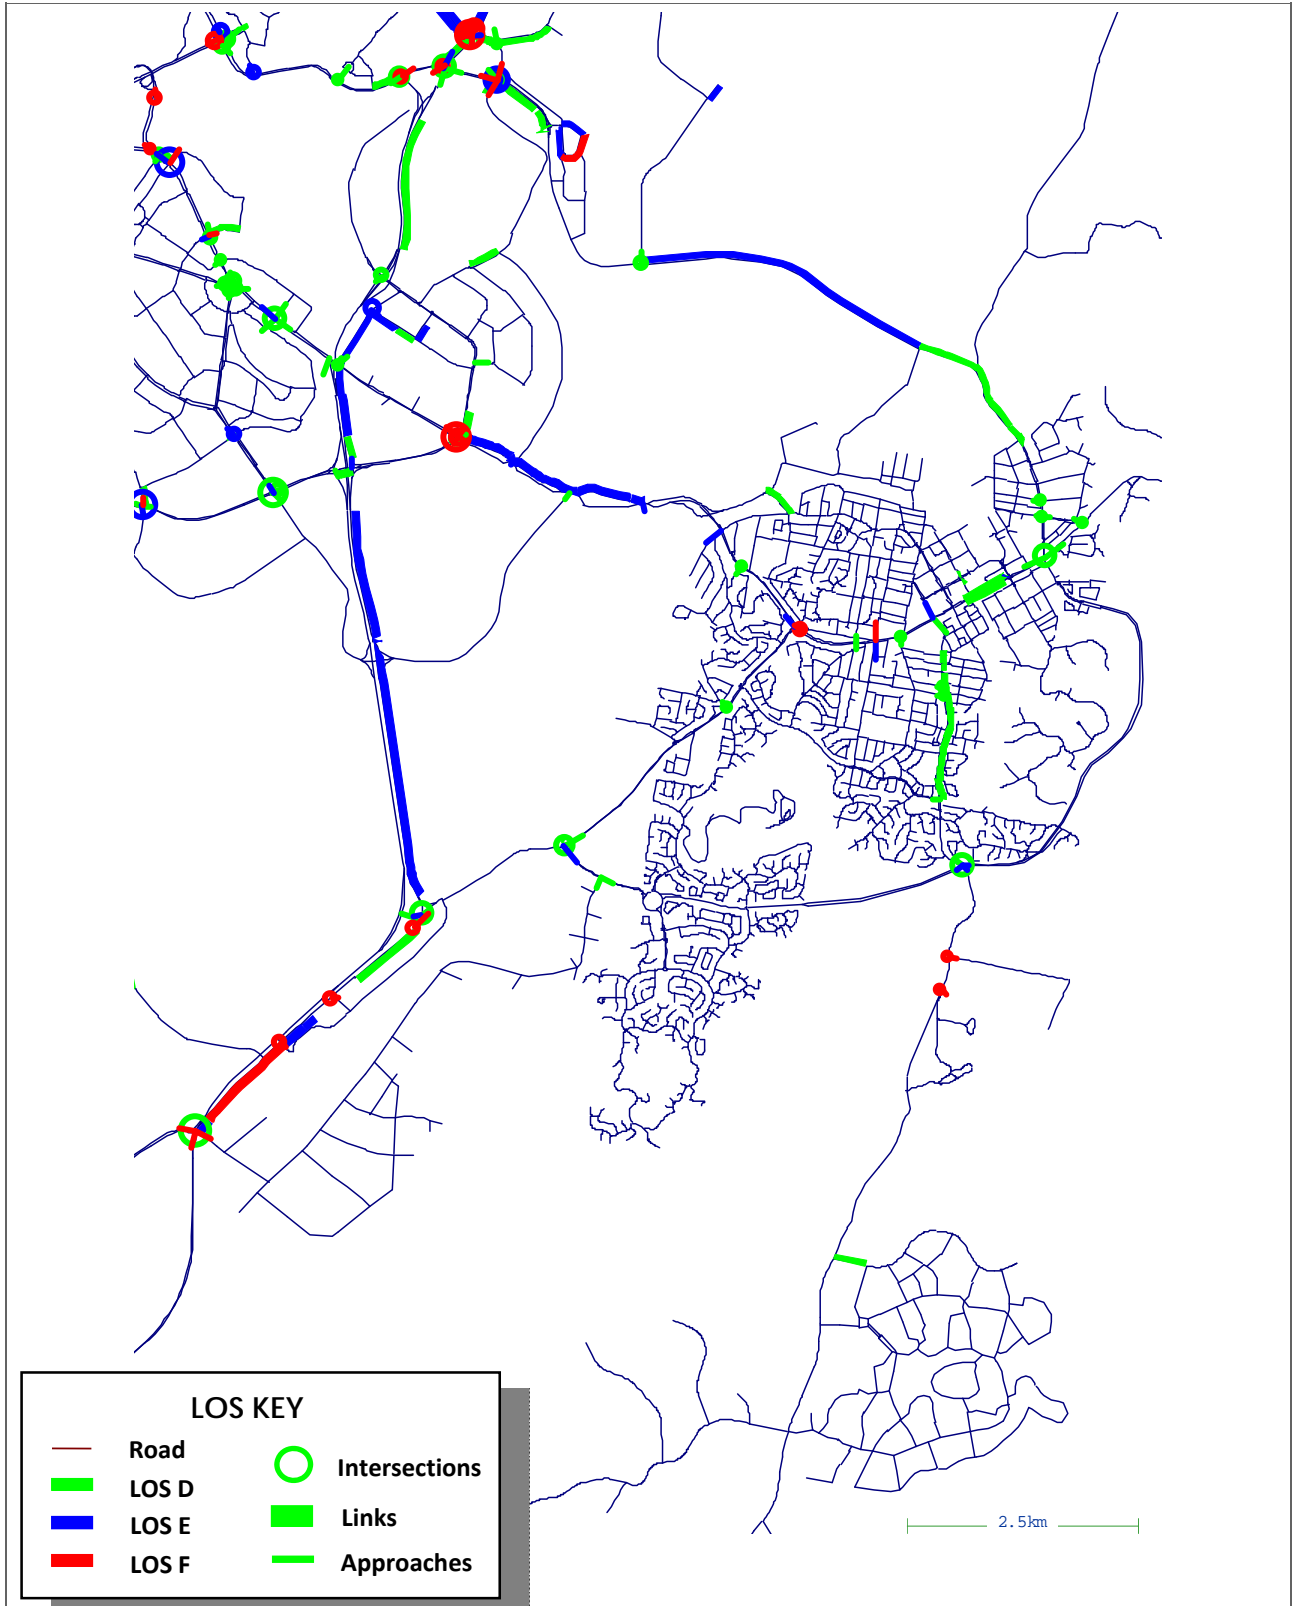 LOS KEY
Road
LOS D
LOS E
LOS F
Intersections
Links
Approaches
2.5km